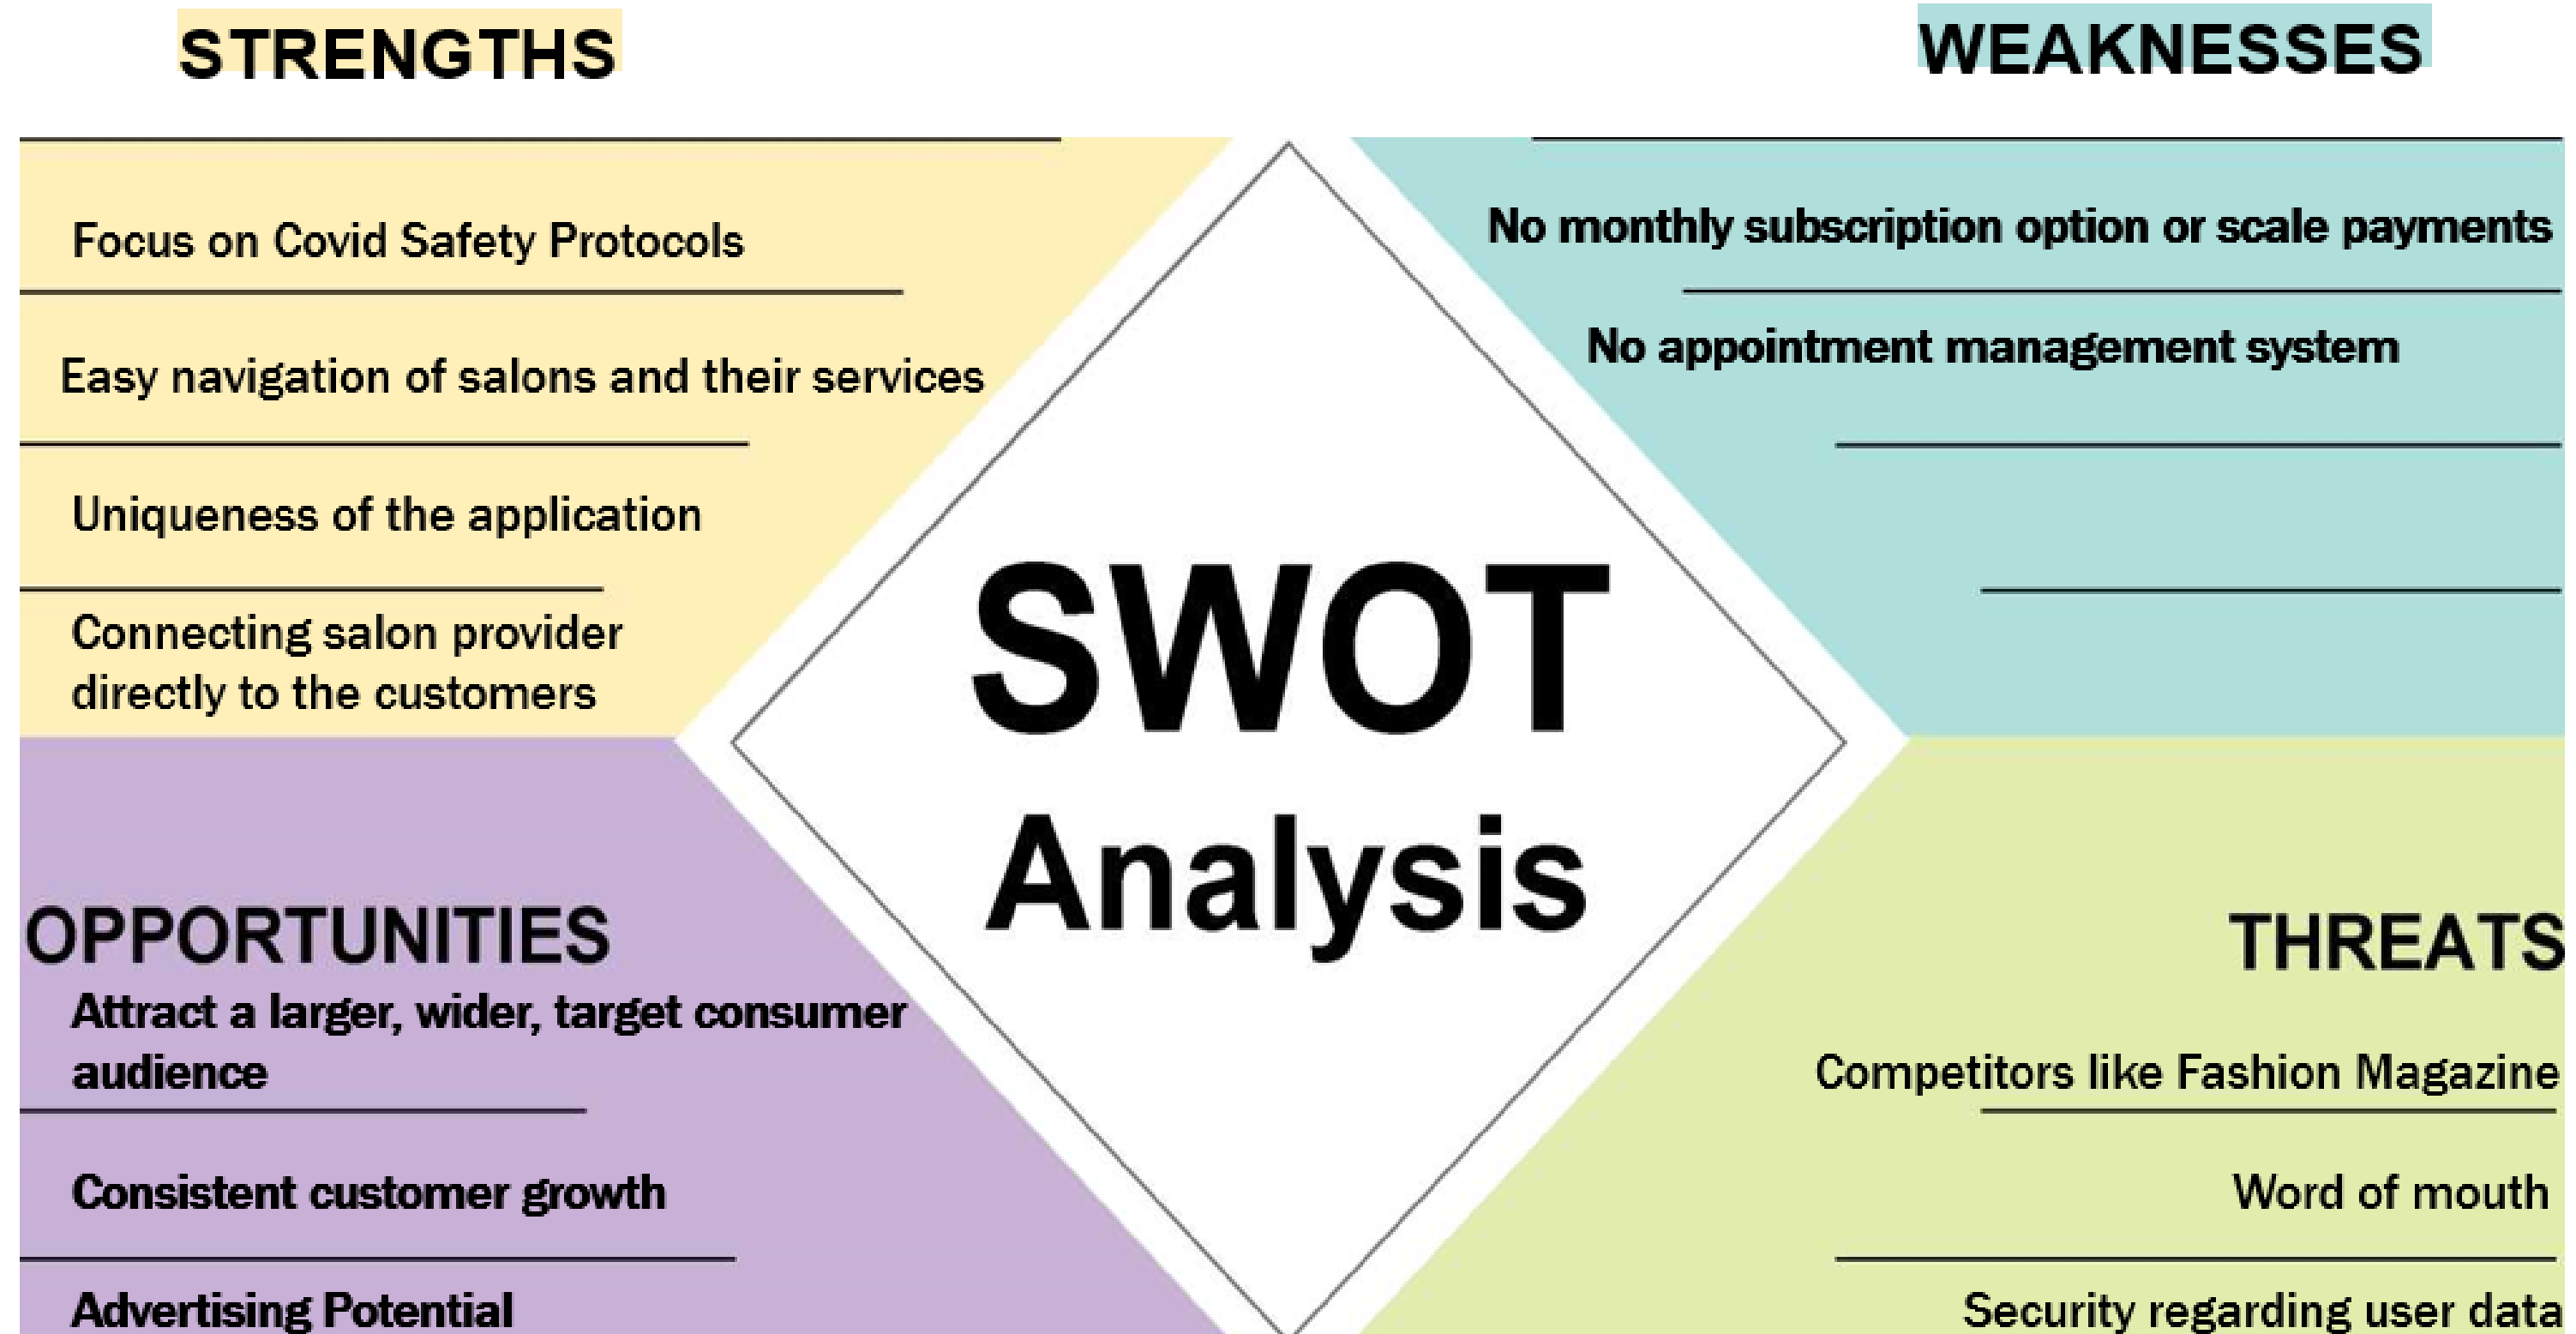 STRENGTHS
Focus on Covid Safety Protocols
Easy navigation of salons and their services
Uniqueness of the application
Connecting salon provider
directly to the customers
WEAKNESSES
No monthly subscription option or scale payments
No appointment management system
SWOT
Analysis
OPPORTUNITIES
Attract a larger, wider, target consumer
audience
Consistent customer growth
Advertising Potential
THREATS
Competitors like Fashion Magazine
Word of mouth
Security regarding user data